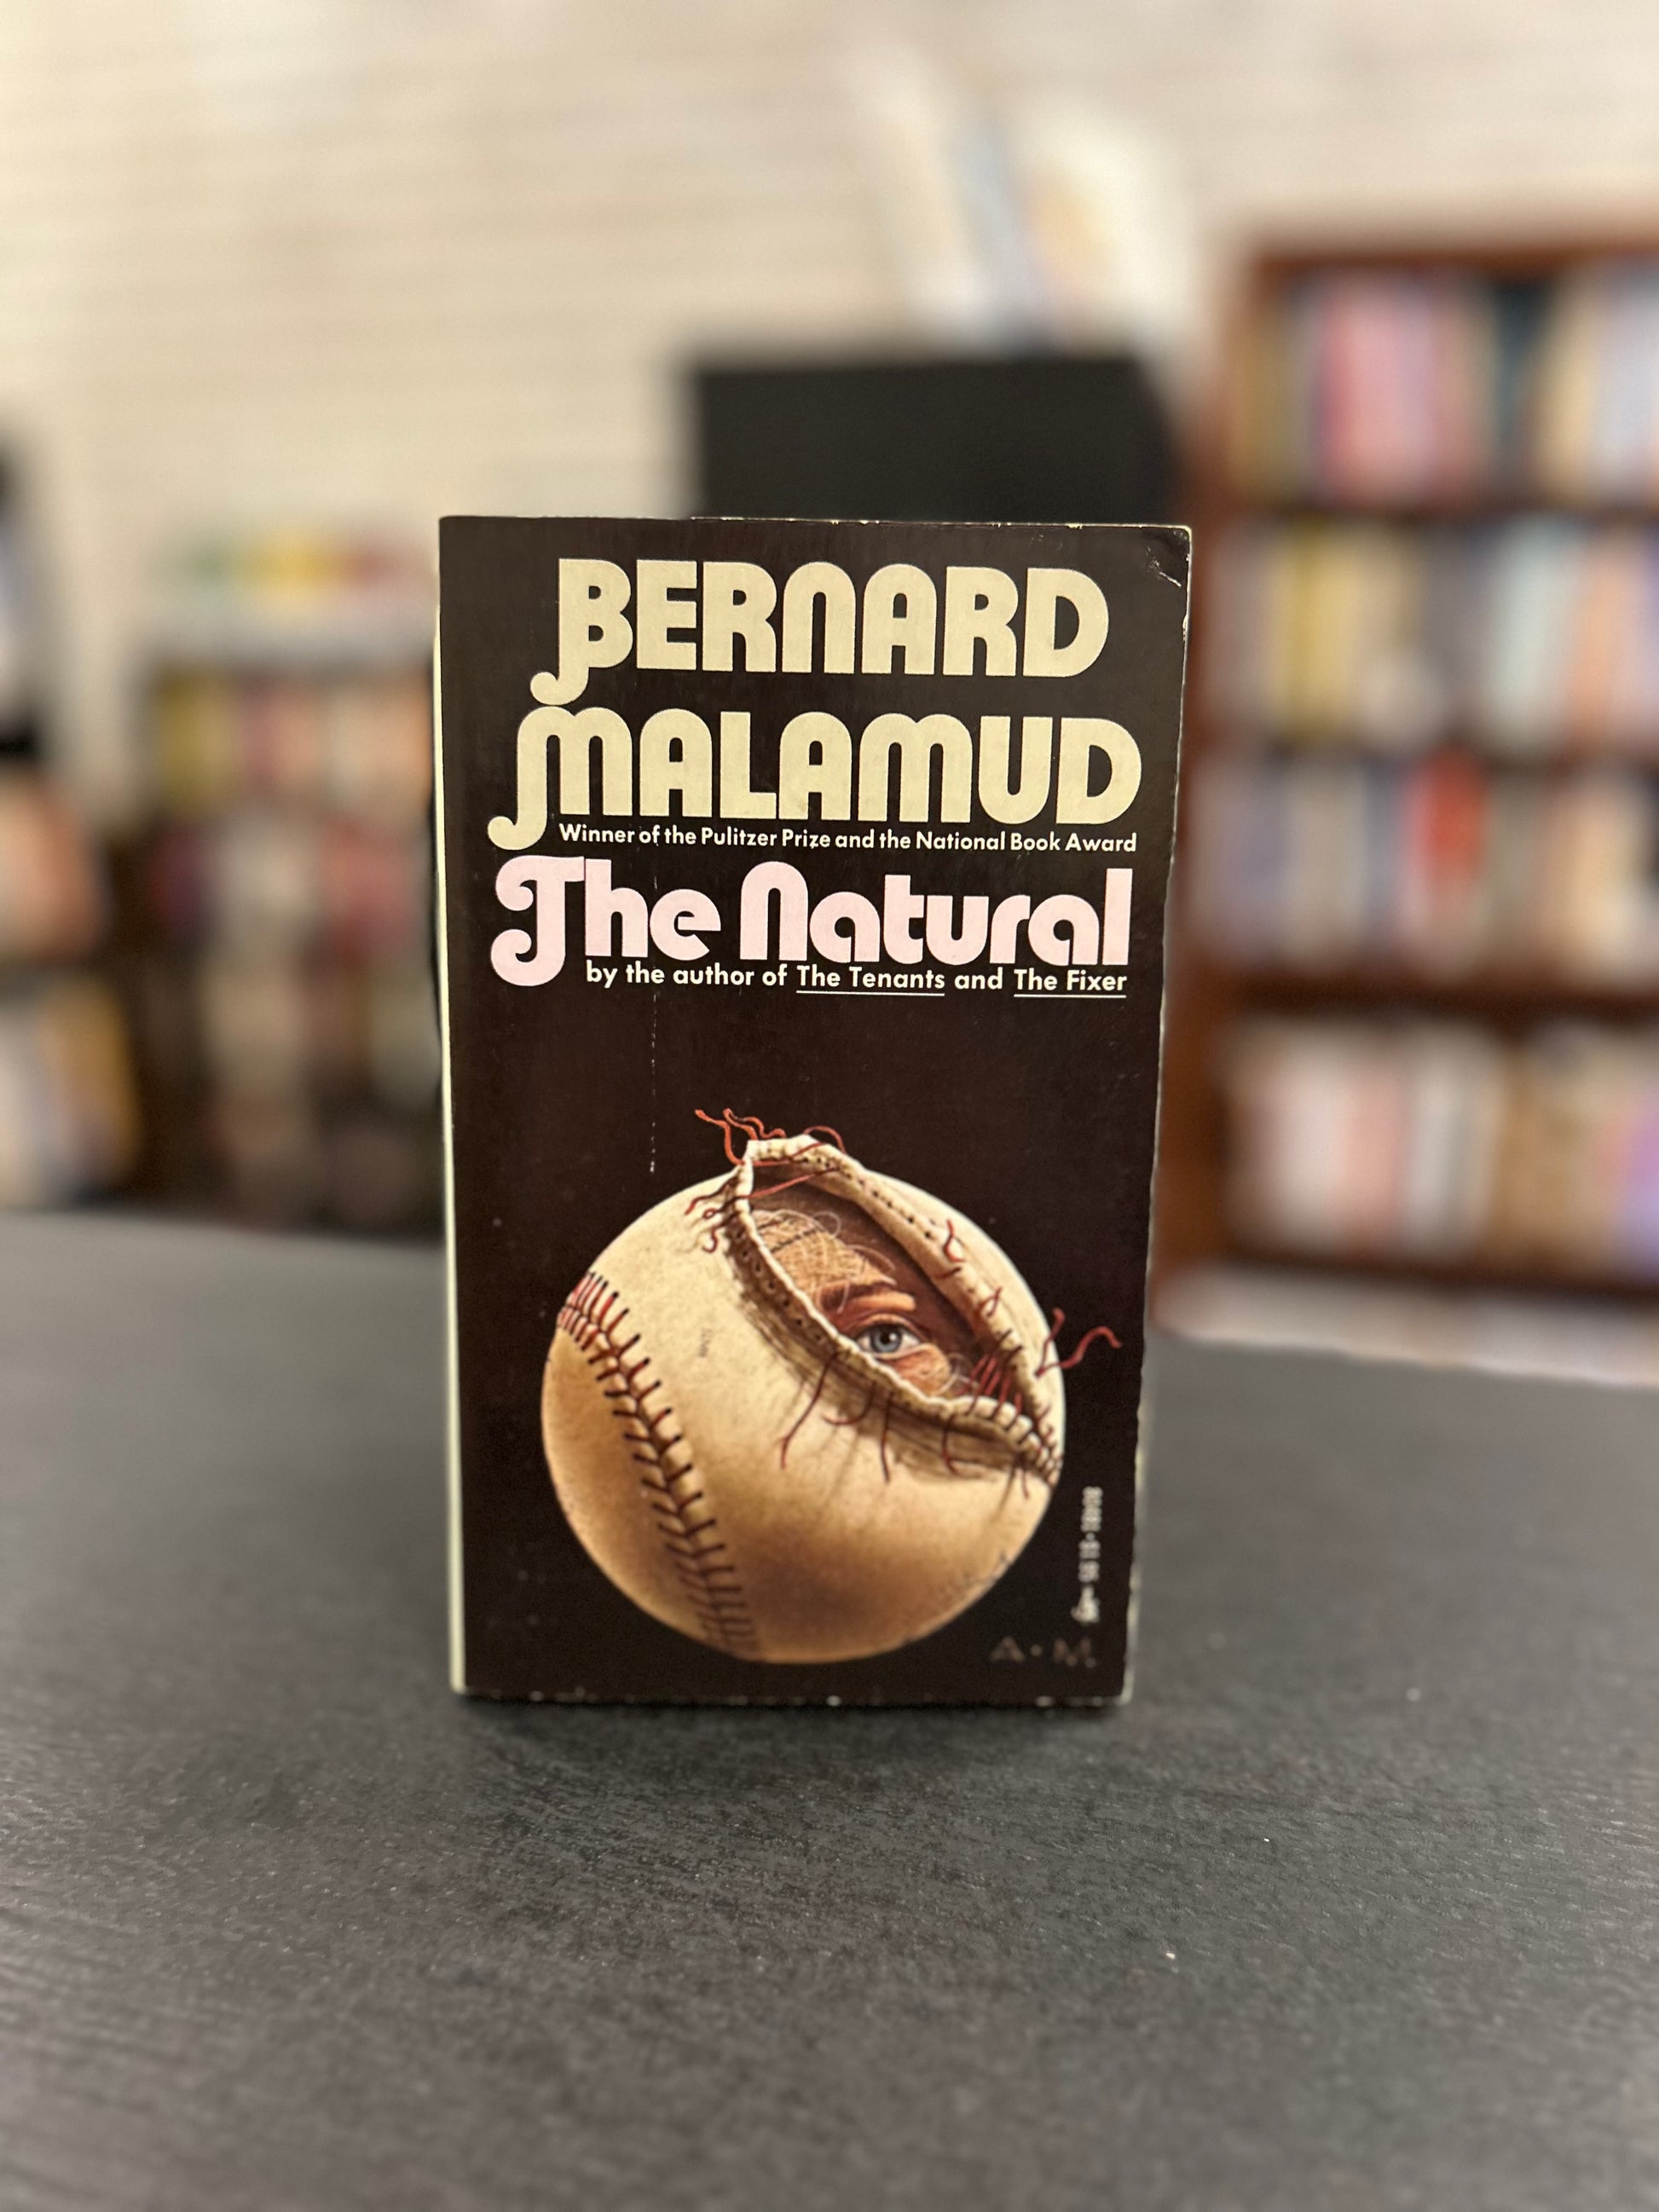 BERNARD
MALAMUD
Winner of the Pulitzer Prize and the National Book Award
The Natural
by the author of The Tenants and The Fixer
A·M